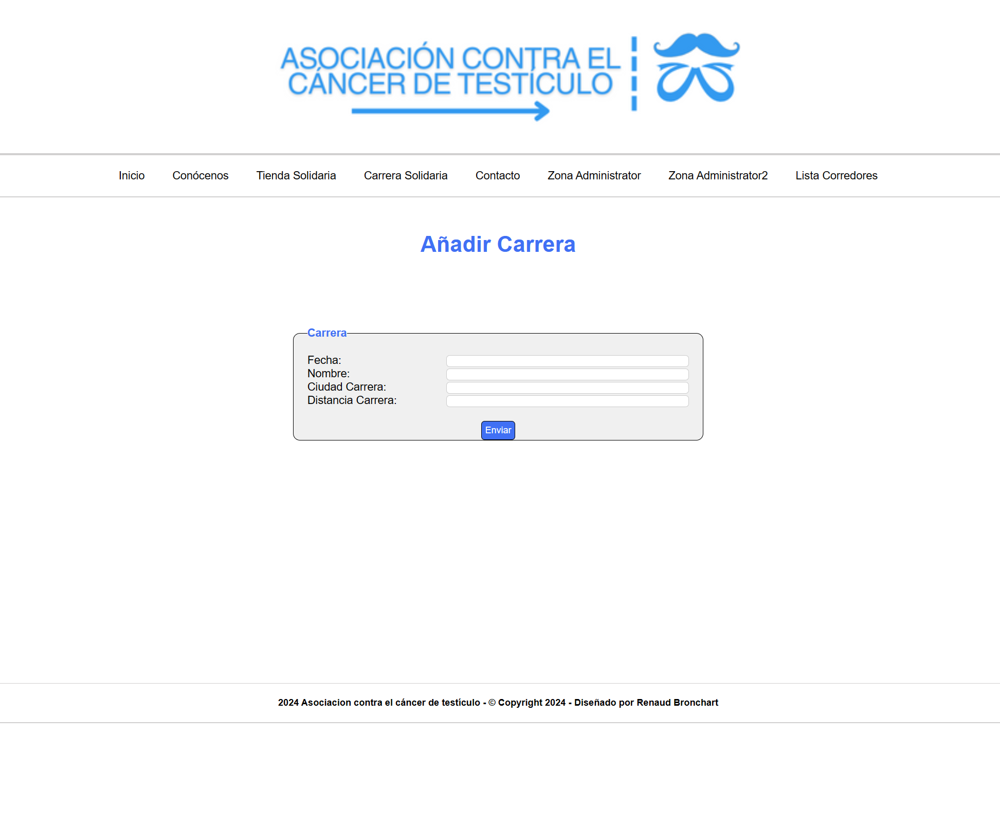 ASOCIACIÓN CONTRA EL
CÁNCER DE TESTÍCULO
Inicio Conócenos Tienda Solidaria Carrera Solidaria Contacto Zona Administrator Zona Administrator2 Lista Corredores
Añadir Carrera
Carrera
Fecha:
Nombre:
Ciudad Carrera:
Distancia Carrera:
Enviar
2024 Asociacion contra el cáncer de testículo - © Copyright 2024 - Diseñado por Renaud Bronchart